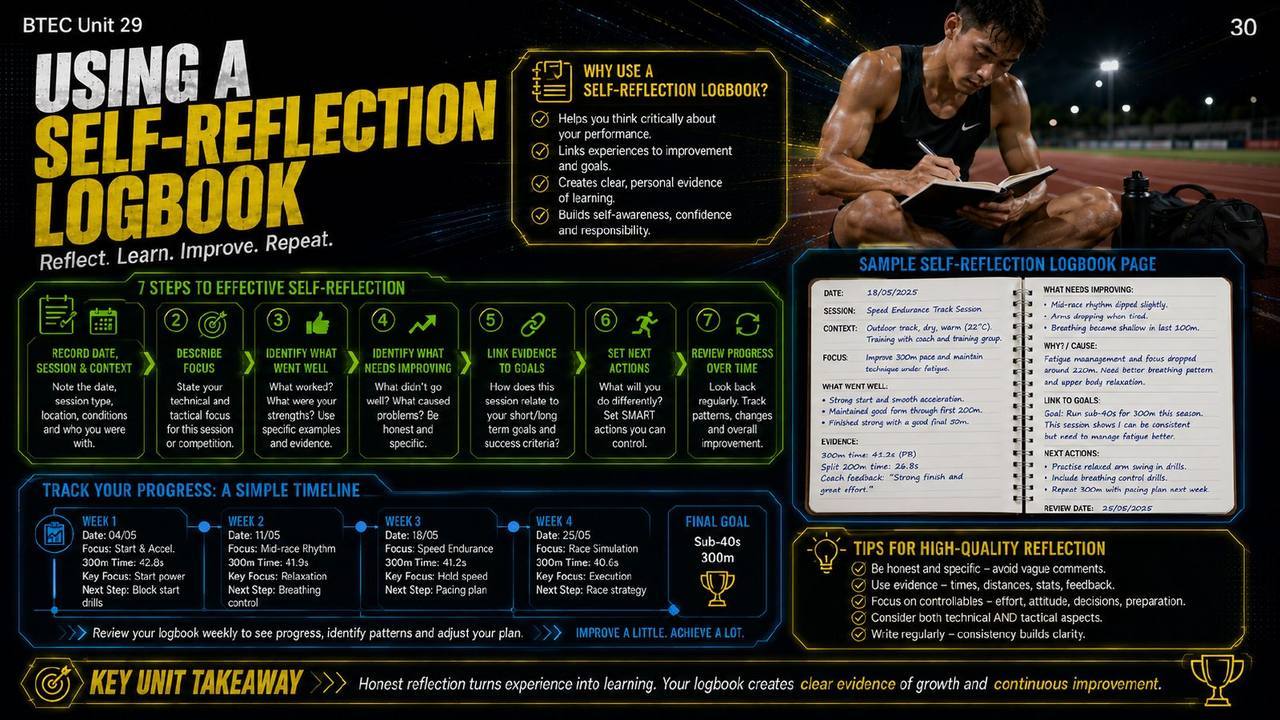 BTEC Unit 29
30
USING A
SELF-REFLECTION
LOGBOOK
Reflect. Learn. Improve. Repeat.
WHY USE A
SELF-REFLECTION LOGBOOK?
Helps you think critically about
your performance.
Links experiences to improvement
and goals.
Creates clear, personal evidence
of learning.
Builds self-awareness, confidence
and responsibility.
7 STEPS TO EFFECTIVE SELF-REFLECTION
RECORD DATE,
SESSION & CONTEXT
Note the date,
session type,
location, conditions
and who you were
with.
2
DESCRIBE
FOCUS
State your
technical and
tactical focus
for this session
or competition.
3
IDENTIFY WHAT
WENT WELL
What worked?
What were your
strengths? Use
specific examples
and evidence.
4
IDENTIFY WHAT
NEEDS IMPROVING
What didn't go
well? What caused
problems? Be
honest and
specific.
5
LINK EVIDENCE
TO GOALS
How does this
session relate to
your short/long
term goals and
success criteria?
6
SET NEXT
ACTIONS
What will you
do differently?
Set SMART
actions you can
control.
7
REVIEW PROGRESS
OVER TIME
Look back
regularly. Track
patterns, changes
and overall
improvement.
SAMPLE SELF-REFLECTION LOGBOOK PAGE
DATE: 18/05/2025
SESSION: Speed Endurance Track Session
CONTEXT: Outdoor track, dry, warm (22°C).
Training with coach and training group.
FOCUS: Improve 300m pace and maintain
technique under fatigue.
WHAT WENT WELL:
• Strong start and smooth acceleration.
• Maintained good form through first 200m.
• Finished strong with a good final 50m.
EVIDENCE:
300m time: 41.2s (PB)
Split 200m time: 26.8s
Coach feedback: "Strong finish and
great effort."
WHAT NEEDS IMPROVING:
• Mid-race rhythm dipped slightly.
• Arms dropping when tired.
• Breathing became shallow in last 100m.
WHY? / CAUSE:
Fatigue maanagement and focus dropped
around 220m. Need better breathing pattern
and upper body relaxation.
LINK TO GOALS:
Goal: Run sub-40s for 300m this season.
This session shows I can be consistent
but need to manage fatigue better.
NEXT ACTIONS:
• Practise relaxed arm swing in drills.
• Include breathing control drills.
• Repeat 300m with pacing plan next week.
REVIEW DATE: 25/05/2025
TRACK YOUR PROGRESS: A SIMPLE TIMELINE
WEEK 1
Date: 04/05
Focus: Start & Accel.
300m Time: 42.8s
Key Focus: Start power
Next Step: Block start
drills
WEEK 2
Date: 11/05
Focus: Mid-race Rhythm
300m Time: 41.9s
Key Focus: Relaxation
Next Step: Breathing
control
WEEK 3
Date: 18/05
Focus: Speed Endurance
300m Time: 41.2s
Key Focus: Hold speed
Next Step: Pacing plan
WEEK 4
Date: 25/05
Focus: Race Simulation
300m Time: 40.6s
Key Focus: Execution
Next Step: Race strategy
FINAL GOAL
Sub-40s
300m
Review your logbook weekly to see progress, identify patterns and adjust your plan.
IMPROVE A LITTLE. ACHIEVE A LOT.
TIPS FOR HIGH-QUALITY REFLECTION
Be honest and specific – avoid vague comments.
Use evidence – times, distances, stats, feedback.
Focus on controllables – effort, attitude, decisions, preparation.
Consider both technical AND tactical aspects.
Write regularly – consistency builds clarity.
KEY UNIT TAKEAWAY
Honest reflection turns experience into learning. Your logbook creates clear evidence of growth and continuous improvement.